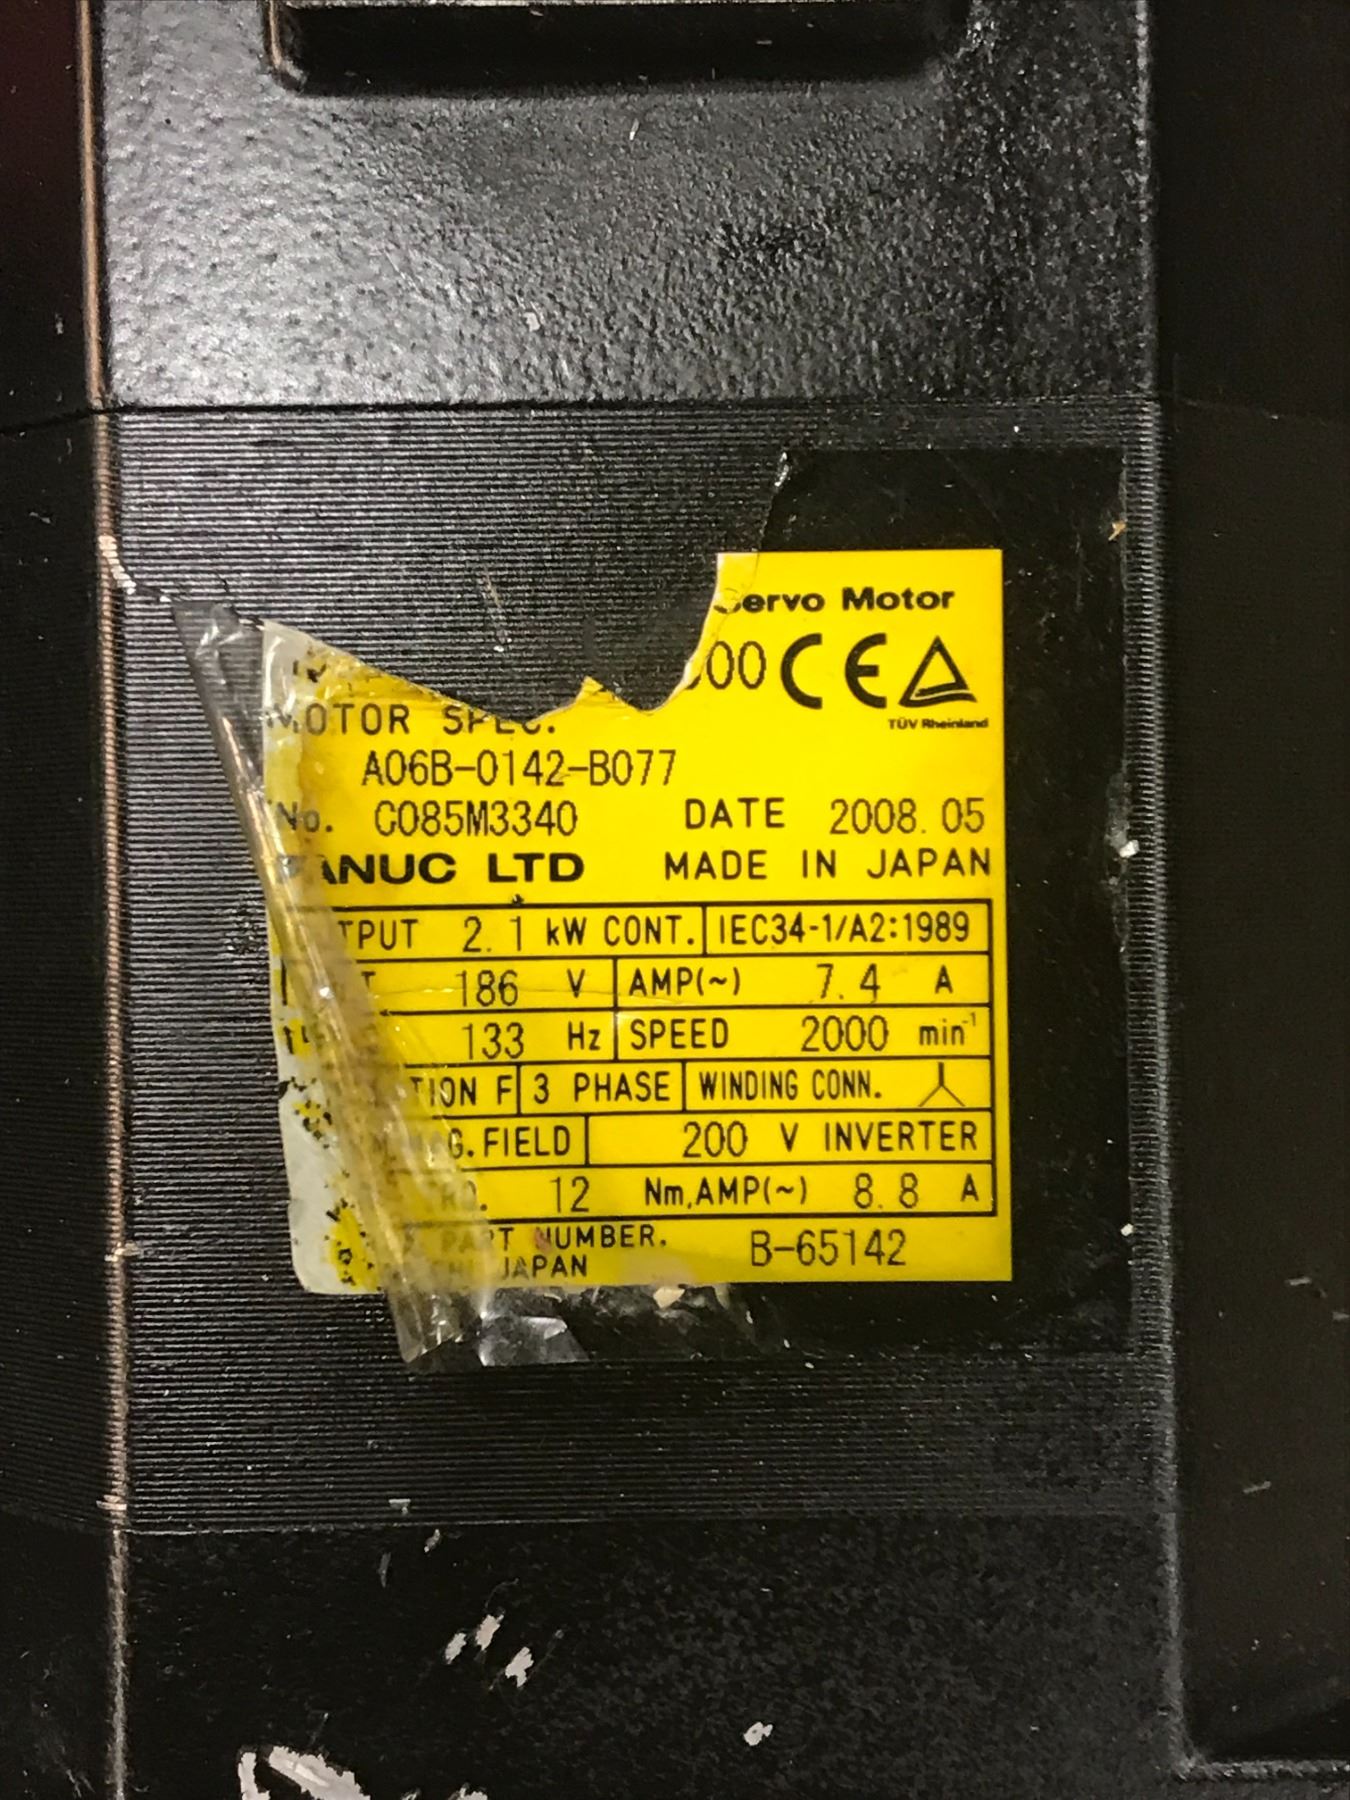 Servo Motor
00 CE
TÜV Rheinland
MOTOR SPEC.
A06B-0142-B077
No. C085M3340 DATE 2008.05
FANUC LTD MADE IN JAPAN
TPUT 2.1 kW CONT. IEC34-1/A2:1989
186 V AMP(~) 7.4 A
133 Hz SPEED 2000 min⁻¹
TION F 3 PHASE WINDING CONN.
G. FIELD 200 V INVERTER
12 Nm, AMP(~) 8.8 A
PART NUMBER. B-65142
JAPAN